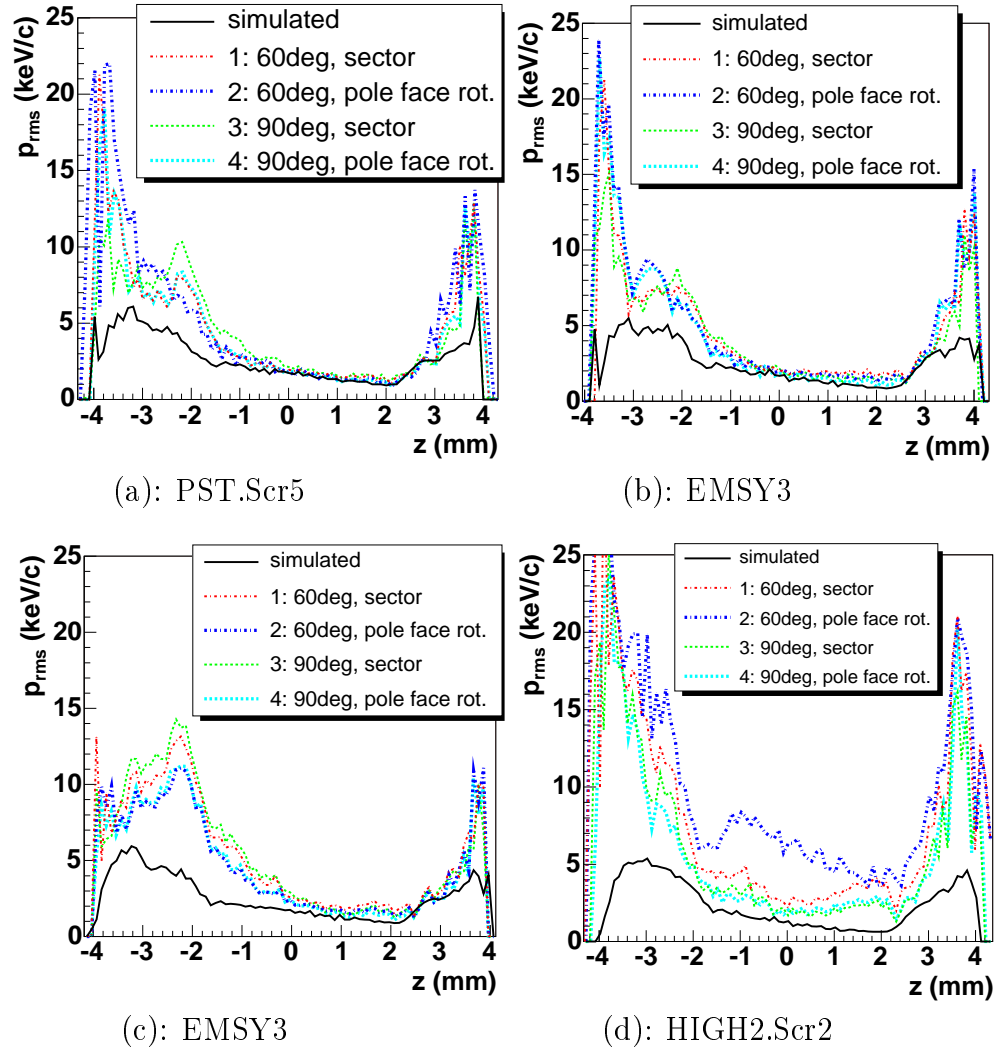 p_rms (keV/c)
25
20
15
10
5
0
-4 -3 -2 -1 0 1 2 3 4
z (mm)
simulated
1: 60deg, sector
2: 60deg, pole face rot.
3: 90deg, sector
4: 90deg, pole face rot.
(a): PST.Scr5
p_rms (keV/c)
25
20
15
10
5
0
-4 -3 -2 -1 0 1 2 3 4
z (mm)
simulated
1: 60deg, sector
2: 60deg, pole face rot.
3: 90deg, sector
4: 90deg, pole face rot.
(b): EMSY3
p_rms (keV/c)
25
20
15
10
5
0
-4 -3 -2 -1 0 1 2 3 4
z (mm)
simulated
1: 60deg, sector
2: 60deg, pole face rot.
3: 90deg, sector
4: 90deg, pole face rot.
(c): EMSY3
p_rms (keV/c)
25
20
15
10
5
0
-4 -3 -2 -1 0 1 2 3 4
z (mm)
simulated
1: 60deg, sector
2: 60deg, pole face rot.
3: 90deg, sector
4: 90deg, pole face rot.
(d): HIGH2.Scr2